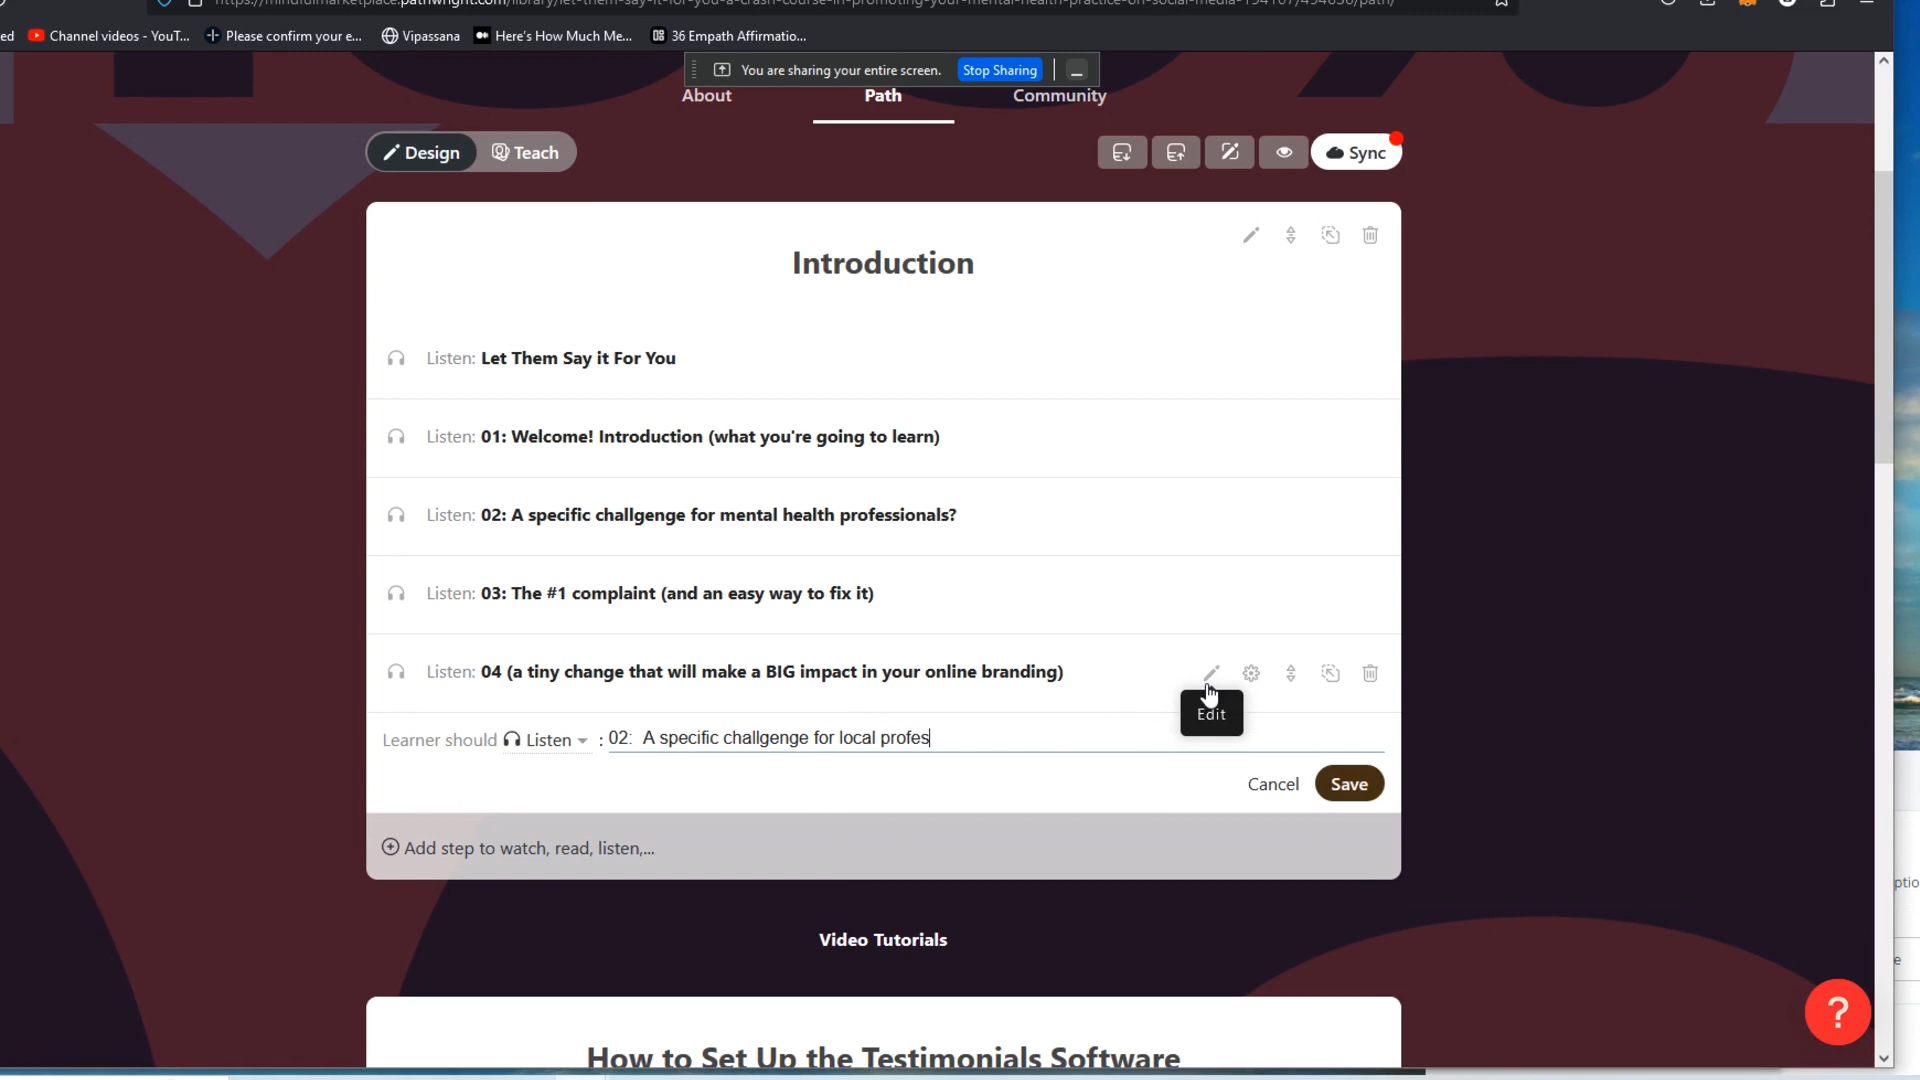 ed Channel videos - YouT... Please confirm your e... Vipassana Here's How Much Me... 36 Empath Affirmatio...
You are sharing your entire screen. Stop Sharing
About Path Community
Design Teach Sync
Introduction
Listen: Let Them Say it For You
Listen: 01: Welcome! Introduction (what you're going to learn)
Listen: 02: A specific challgenge for mental health professionals?
Listen: 03: The #1 complaint (and an easy way to fix it)
Listen: 04 (a tiny change that will make a BIG impact in your online branding)
Edit
Learner should Listen : 02: A specific challgenge for local profes
Cancel Save
Add step to watch, read, listen,...
ptio
Video Tutorials
e
?
How to Set Up the Testimonials Software